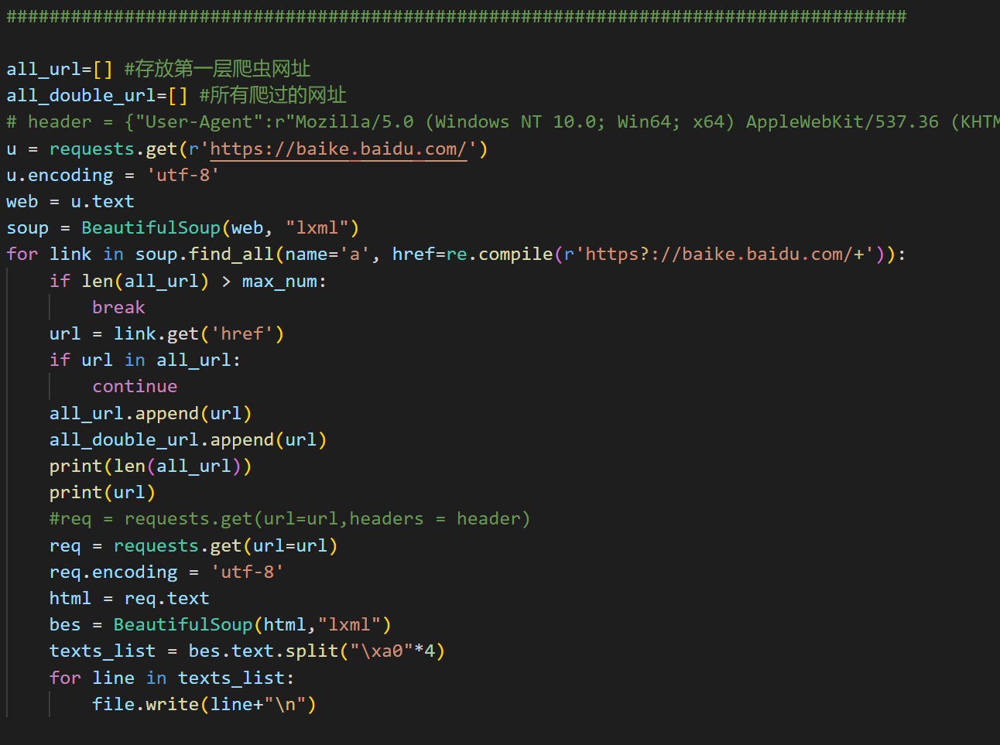 ####################################################################################
all_url=[] #存放第一层爬虫网址
all_double_url=[] #所有爬过的网址
# header = {"User-Agent":r"Mozilla/5.0 (Windows NT 10.0; Win64; x64) AppleWebKit/537.36 (KHTM
u = requests.get(r'https://baike.baidu.com/')
u.encoding = 'utf-8'
web = u.text
soup = BeautifulSoup(web, "lxml")
for link in soup.find_all(name='a', href=re.compile(r'https?://baike.baidu.com/+')):
    if len(all_url) > max_num:
        break
    url = link.get('href')
    if url in all_url:
        continue
    all_url.append(url)
    all_double_url.append(url)
    print(len(all_url))
    print(url)
    #req = requests.get(url=url,headers = header)
    req = requests.get(url=url)
    req.encoding = 'utf-8'
    html = req.text
    bes = BeautifulSoup(html,"lxml")
    texts_list = bes.text.split("\xa0"*4)
    for line in texts_list:
        file.write(line+"\n")